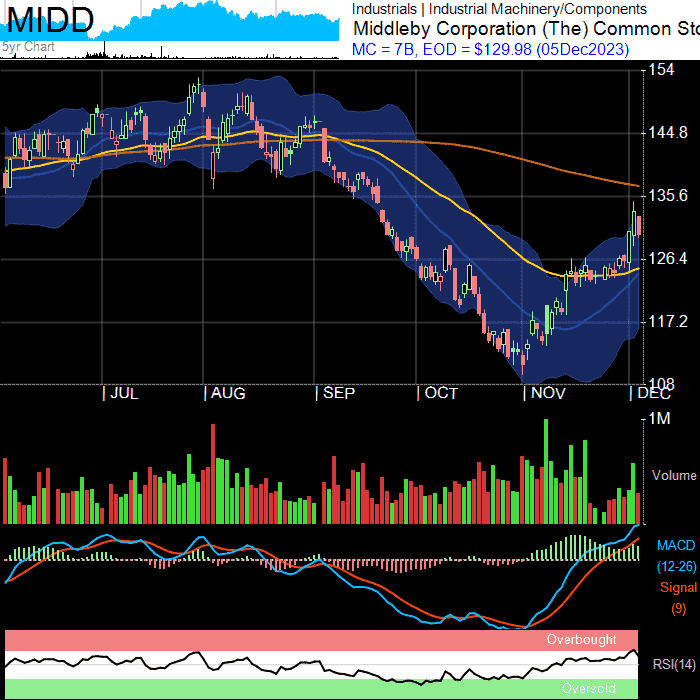 MIDD
5yr Chart
Industrials | Industrial Machinery/Components
Middleby Corporation (The) Common Sto
MC = 7B, EOD = $129.98 (05Dec2023)
154
144.8
135.6
126.4
117.2
108
JUL AUG SEP OCT NOV DEC
1M
Volume
MACD
(12-26)
Signal
(9)
Overbought
RSI(14)
Oversold